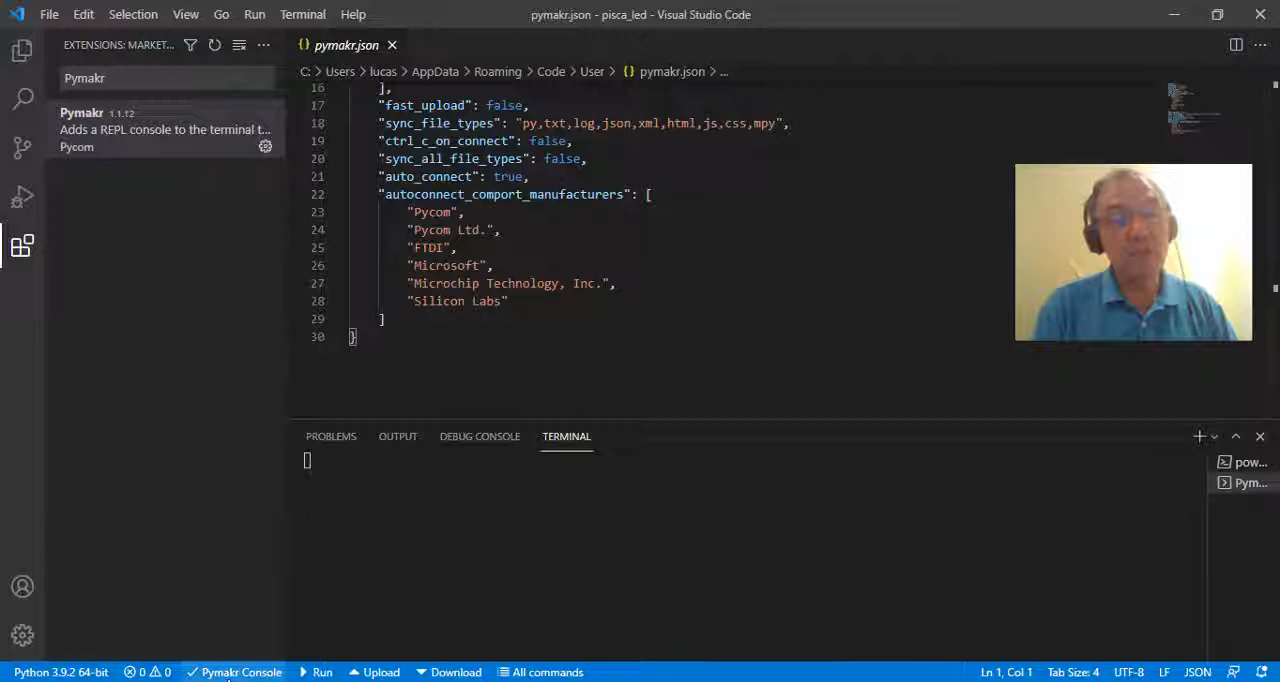 File Edit Selection View Go Run Terminal Help
pymakr.json - pisca_led - Visual Studio Code
EXTENSIONS: MARKET...
Pymakr
Pymakr 1.1.12
Adds a REPL console to the terminal t...
Pycom
{} pymakr.json
C: > Users > lucas > AppData > Roaming > Code > User > {} pymakr.json > ...
16 ],
17 "fast_upload": false,
18 "sync_file_types": "py,txt,log,json,xml,html,js,css,mpy",
19 "ctrl_c_on_connect": false,
20 "sync_all_file_types": false,
21 "auto_connect": true,
22 "autoconnect_comport_manufacturers": [
23 "Pycom",
24 "Pycom Ltd.",
25 "FTDI",
26 "Microsoft",
27 "Microchip Technology, Inc.",
28 "Silicon Labs"
29 ]
30 }
PROBLEMS OUTPUT DEBUG CONSOLE TERMINAL
pow...
Pym...
Python 3.9.2 64-bit 0 0 Pymakr Console Run Upload Download All commands Ln 1, Col 1 Tab Size: 4 UTF-8 LF JSON